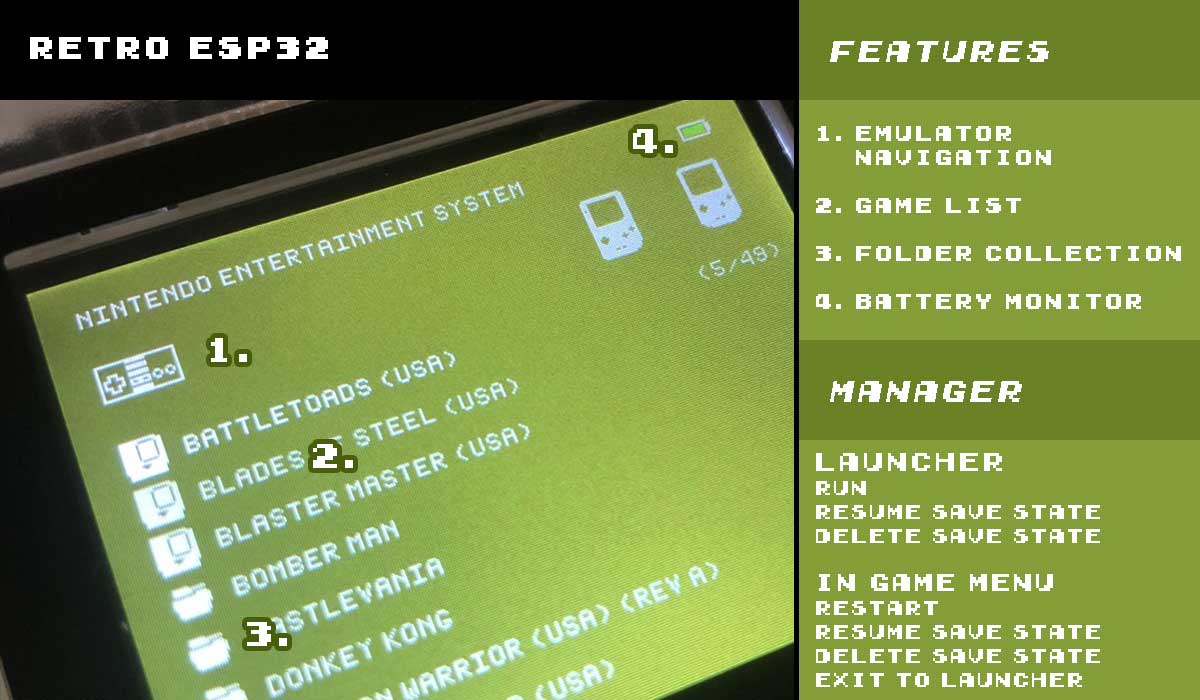 RETRO ESP32
4.
NINTENDO ENTERTAINMENT SYSTEM
(5/49)
1.
BATTLETOADS (USA)
BLADES STEEL (USA)
2.
BLASTER MASTER (USA)
BOMBER MAN
ASTLEVANIA
3.
DONKEY KONG
ON WARRIOR (USA) (REV A)
(USA)
FEATURES
1. EMULATOR
NAVIGATION
2. GAME LIST
3. FOLDER COLLECTION
4. BATTERY MONITOR
MANAGER
LAUNCHER
RUN
RESUME SAVE STATE
DELETE SAVE STATE
IN GAME MENU
RESTART
RESUME SAVE STATE
DELETE SAVE STATE
EXIT TO LAUNCHER